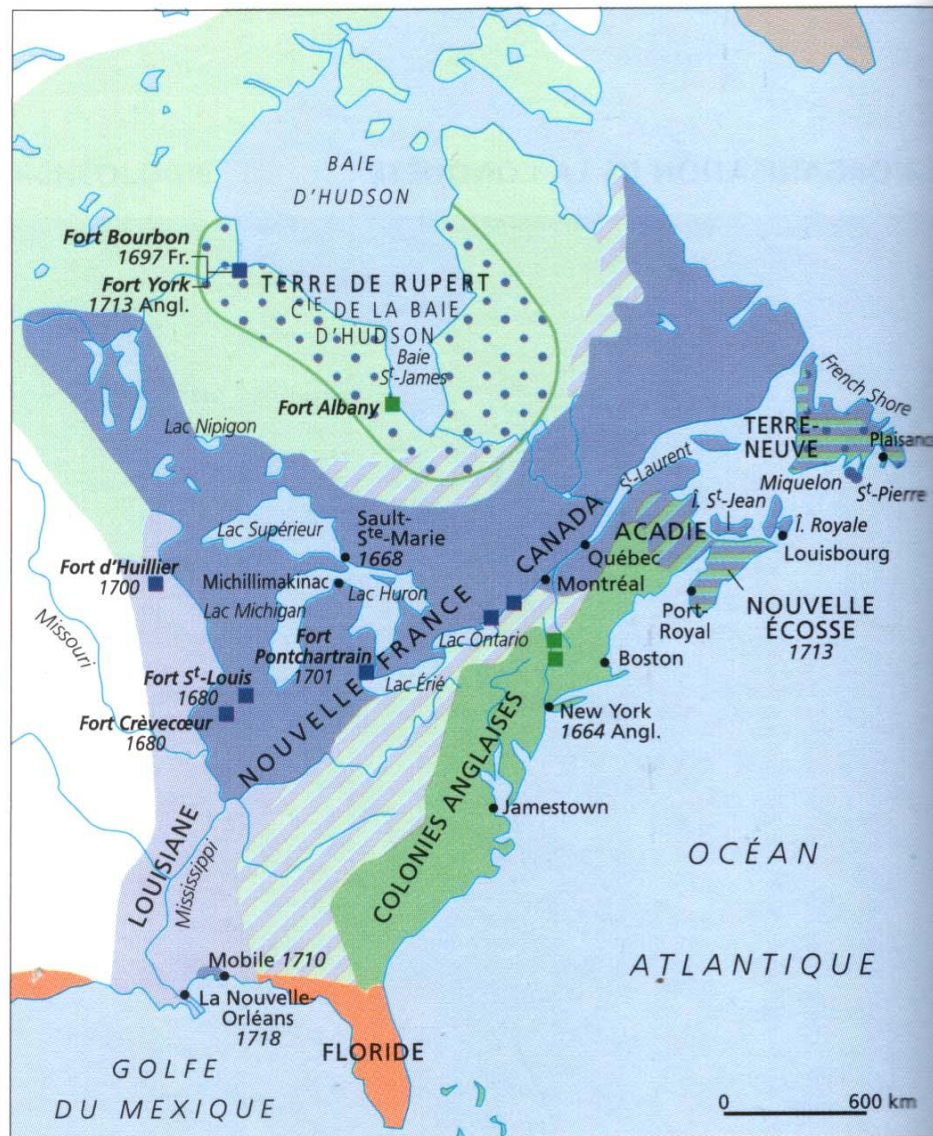 BAIE
D'HUDSON
Fort Bourbon
1697 Fr.
Fort York
1713 Angl.
TERRE DE RUPERT
CIE DE LA BAIE
D'HUDSON
Baie
St-James
Fort Albany
Lac Nipigon
French Shore
TERRE-
NEUVE
Plaisance
Miquelon
St-Pierre
St-Laurent
Î. St-Jean
Î. Royale
Louisbourg
ACADIE
CANADA
Québec
Montréal
Lac Supérieur
Sault-
Ste-Marie
1668
Fort d'Huillier
1700
Michillimakinac
Lac Huron
Lac Michigan
Missouri
Port-
Royal
NOUVELLE
ÉCOSSE
1713
Fort
Pontchartrain
1701
Lac Ontario
Boston
Lac Érié
Fort St-Louis
1680
Fort Crèvecœur
1680
NOUVELLE FRANCE
New York
1664 Angl.
Jamestown
COLONIES ANGLAISES
LOUISIANE
Mississippi
OCÉAN
ATLANTIQUE
Mobile 1710
La Nouvelle-
Orléans
1718
FLORIDE
GOLFE
DU MEXIQUE
0 600 km